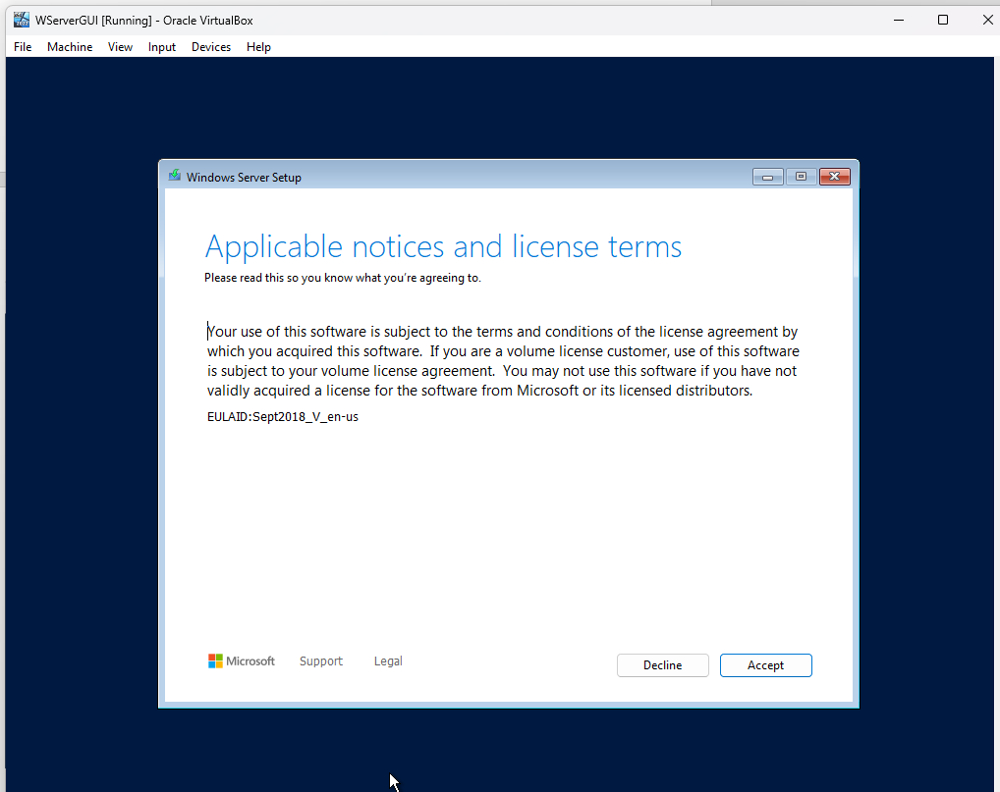 WServerGUI [Running] - Oracle VirtualBox
File Machine View Input Devices Help
Windows Server Setup
Applicable notices and license terms
Please read this so you know what you're agreeing to.
Your use of this software is subject to the terms and conditions of the license agreement by
which you acquired this software.  If you are a volume license customer, use of this software
is subject to your volume license agreement.  You may not use this software if you have not
validly acquired a license for the software from Microsoft or its licensed distributors.
EULAID:Sept2018_V_en-us
Microsoft Support Legal Decline Accept